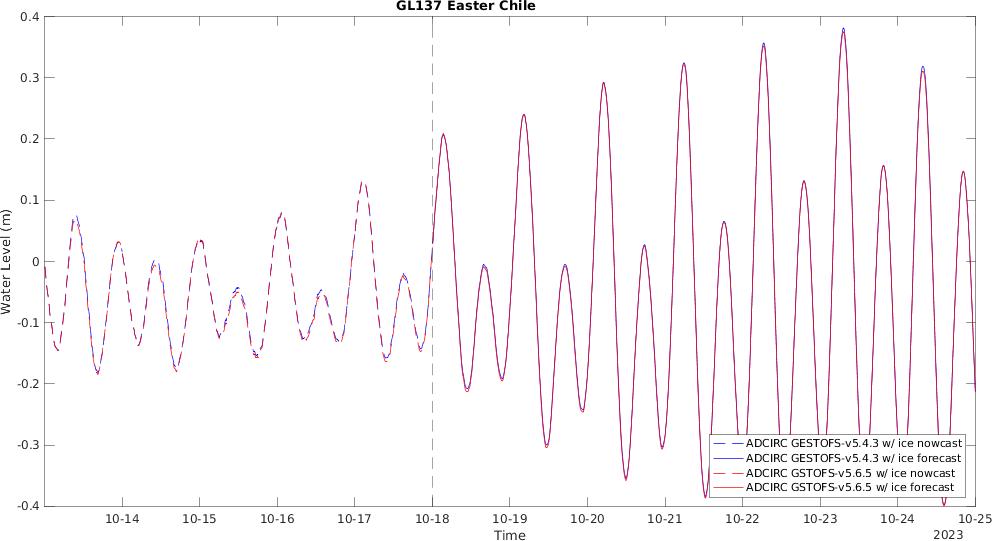 GL137 Easter Chile
0.4
0.3
0.2
0.1
0
-0.1
-0.2
-0.3
-0.4
Water Level (m)
ADCIRC GESTOFS-v5.4.3 w/ ice nowcast
ADCIRC GESTOFS-v5.4.3 w/ ice forecast
ADCIRC GSTOFS-v5.6.5 w/ ice nowcast
ADCIRC GSTOFS-v5.6.5 w/ ice forecast
10-14 10-15 10-16 10-17 10-18 10-19 10-20 10-21 10-22 10-23 10-24 10-25
Time
2023